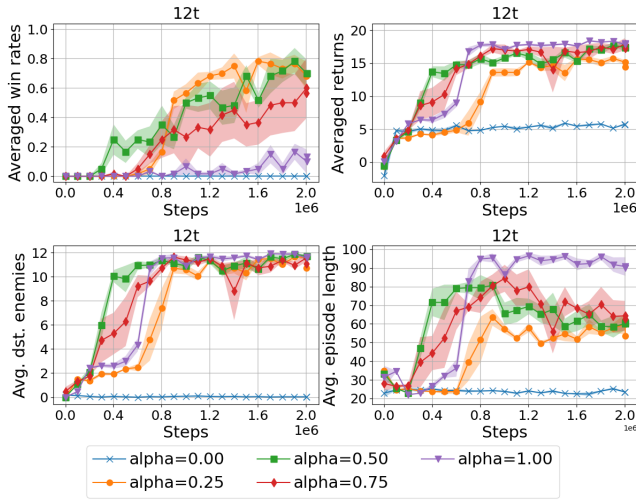 12t
12t
Averaged win rates
1.0
0.8
0.6
0.4
0.2
0.0
0.0 0.4 0.8 1.2 1.6 2.0
Steps
1e6
Averaged returns
20
15
10
5
0
0.0 0.4 0.8 1.2 1.6 2.0
Steps
1e6
12t
12t
Avg. dst. enemies
12
10
8
6
4
2
0
0.0 0.4 0.8 1.2 1.6 2.0
Steps
1e6
Avg. episode length
100
90
80
70
60
50
40
30
20
0.0 0.4 0.8 1.2 1.6 2.0
Steps
1e6
alpha=0.00 alpha=0.50 alpha=1.00
alpha=0.25 alpha=0.75